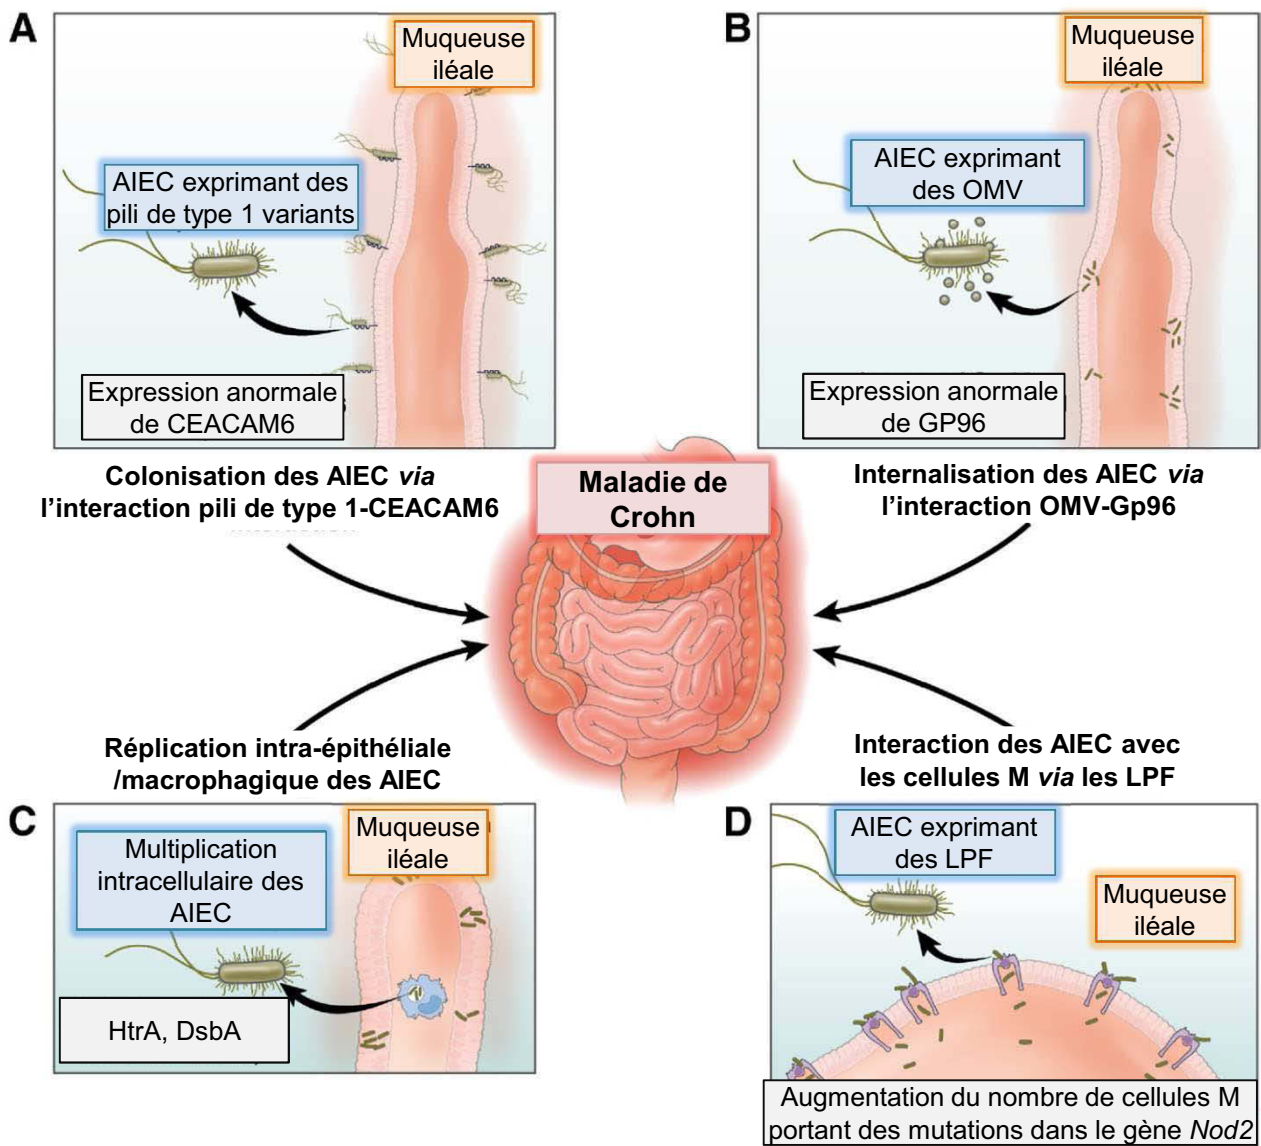 A
Muqueuse
iléale
AIEC exprimant des
pili de type 1 variants
Expression anormale
de CEACAM6
Colonisation des AIEC via
l’interaction pili de type 1-CEACAM6
B
Muqueuse
iléale
AIEC exprimant
des OMV
Expression anormale
de GP96
Internalisation des AIEC via
l’interaction OMV-Gp96
Maladie de
Crohn
Réplication intra-épithéliale
/macrophagique des AIEC
C
Muqueuse
iléale
Multiplication
intracellulaire des
AIEC
HtrA, DsbA
Interaction des AIEC avec
les cellules M via les LPF
D
AIEC exprimant
des LPF
Muqueuse
iléale
Augmentation du nombre de cellules M
portant des mutations dans le gène Nod2